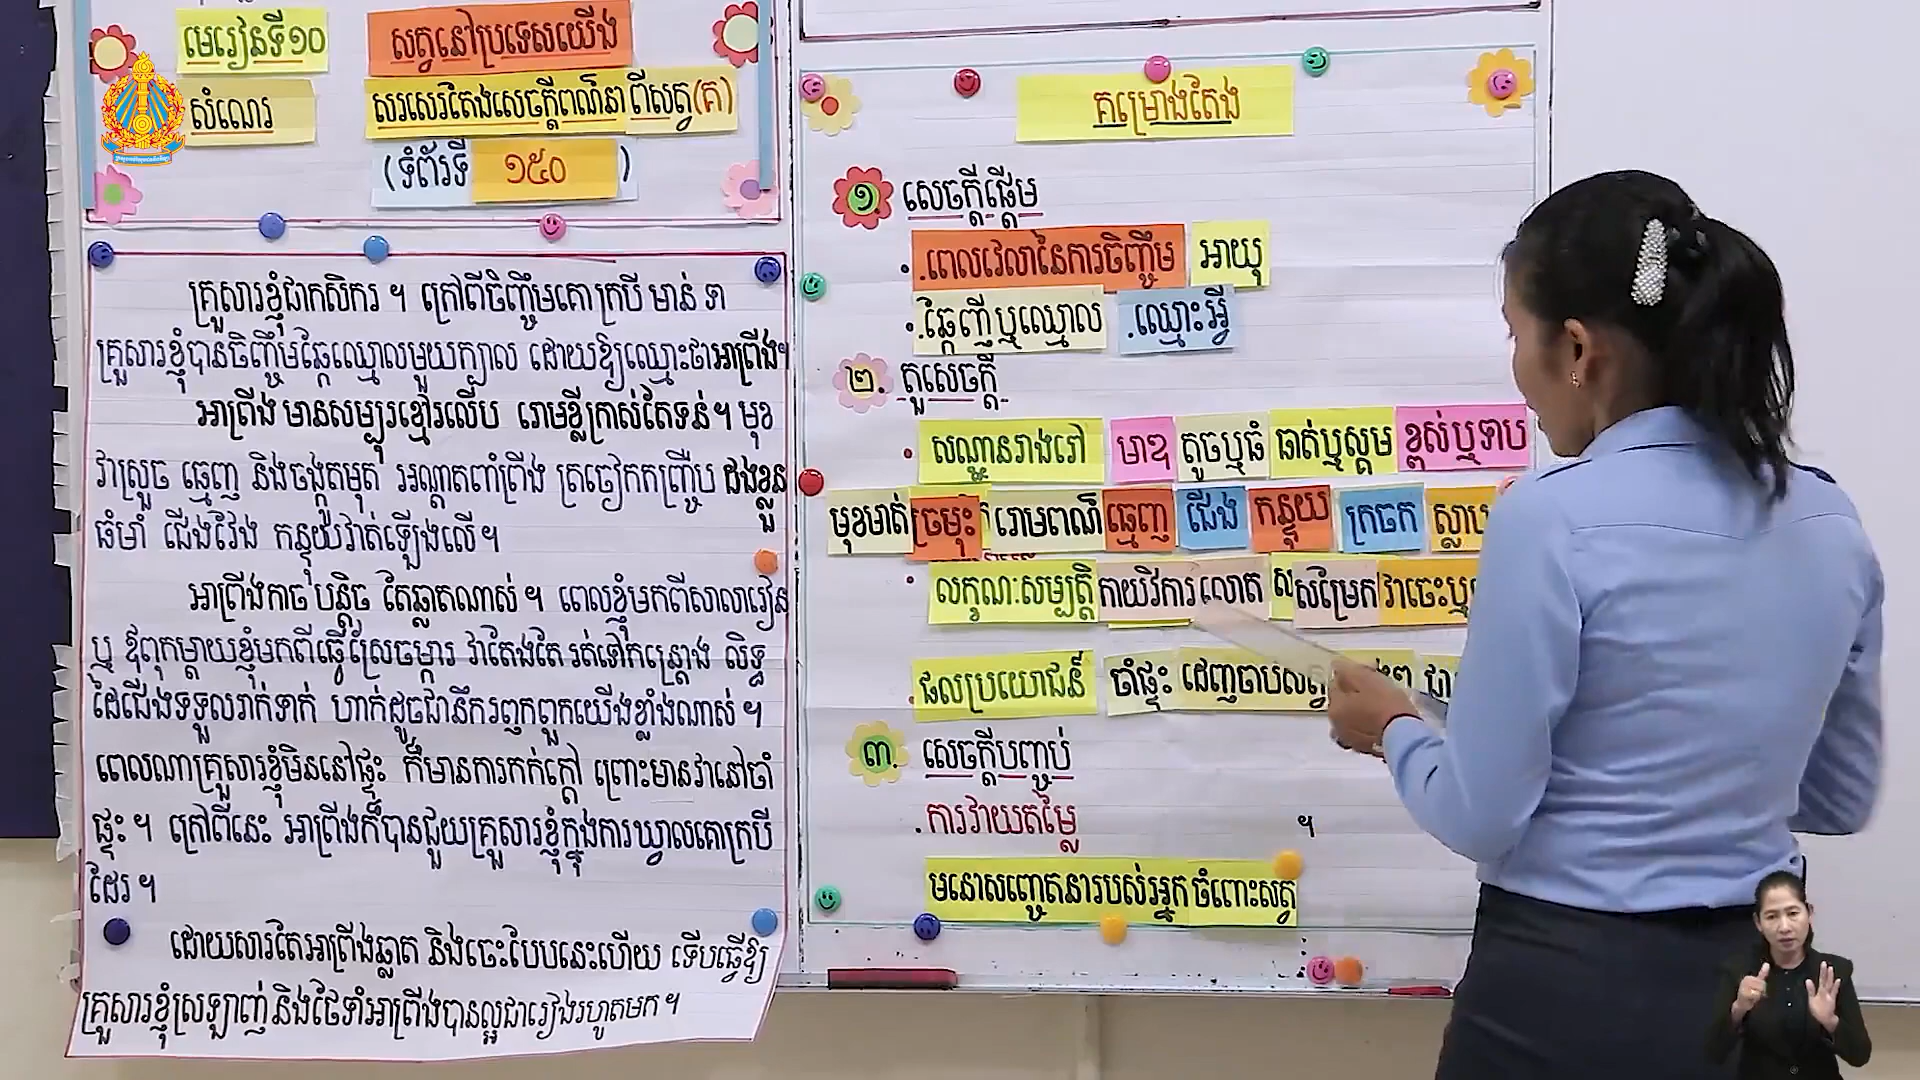 មេរៀនទី១០
សត្វនៅប្រទេសយើង
សំណេរ
សរសេរតែងសេចក្តីពណ៌នា ពីសត្វ(គ)
(ទំព័រទី ១៥០ )
គ្រួសារខ្ញុំជាកសិករ ។ ក្រៅពីចិញ្ចឹមគោ ក្របី មាន់ ទា
គ្រួសារខ្ញុំបានចិញ្ចឹមឆ្កែឈ្មោលមួយក្បាល ដោយឱ្យឈ្មោះថាអាព្រីង។
អាព្រីង មានសម្បុរខ្មៅរលើប រោមខ្លីក្រាស់តែទន់ ។ មុខ
វាស្រួច ធ្មេញ និងចង្កូតមុត អណ្តាតពាំព្រីង ត្រចៀកតញ្ជ្រឹប ដងខ្លួន
ធំមាំ ជើងវែង កន្ទុយវាត់ឡើងលើ ។
អាព្រីងកាច បន្តិច តែឆ្លាតណាស់ ។ ពេលខ្ញុំមកពីសាលារៀន
ឬ ឪពុកម្តាយខ្ញុំមកពីធ្វើស្រែចម្ការ វាតែងតែ រត់ទៅកន្ត្រោង លិទ្ធ
ដៃជើងទទួលរាក់ទាក់ ហាក់ដូចជានឹករឭកពួកយើងខ្លាំងណាស់ ។
ពេលណាគ្រួសារខ្ញុំមិននៅផ្ទះ ក៏មានការកក់ក្តៅ ព្រោះមានវានៅចាំ
ផ្ទះ ។ ក្រៅពីនេះ អាព្រីងក៏បានជួយគ្រួសារខ្ញុំក្នុងការឃ្វាលគោក្របី
ដែរ ។
ដោយសារតែអាព្រីងឆ្លាត និងចេះបែបនេះហើយ ទើបធ្វើឱ្យ
គ្រួសារខ្ញុំស្រឡាញ់ និងថែទាំអាព្រីងបានល្អជារៀងរហូតមក ។
គម្រោងតែង
១. សេចក្តីផ្តើម
.ពេលវេលានៃការចិញ្ចឹម អាយុ
.ឆ្កែញីឬឈ្មោល .ឈ្មោះអ្វី
២. តួសេចក្តី
សណ្ឋានរាងរៅ មាឌ តូចឬធំ ធាត់ឬស្គម ខ្ពស់ឬទាប
មុខមាត់ ច្រមុះ រោមពណ៌ ធ្មេញ ជើង កន្ទុយ ក្រចក ស្លាប
លក្ខណៈសម្បត្តិ កាយវិការ លោត សម្រែក វាចេះឬ
ផលប្រយោជន៍ ចាំផ្ទះ ដេញចាប់សត្វ
៣. សេចក្តីបញ្ចប់
.ការវាយតម្លៃ ។
មនោសញ្ចេតនារបស់អ្នក ចំពោះសត្វ